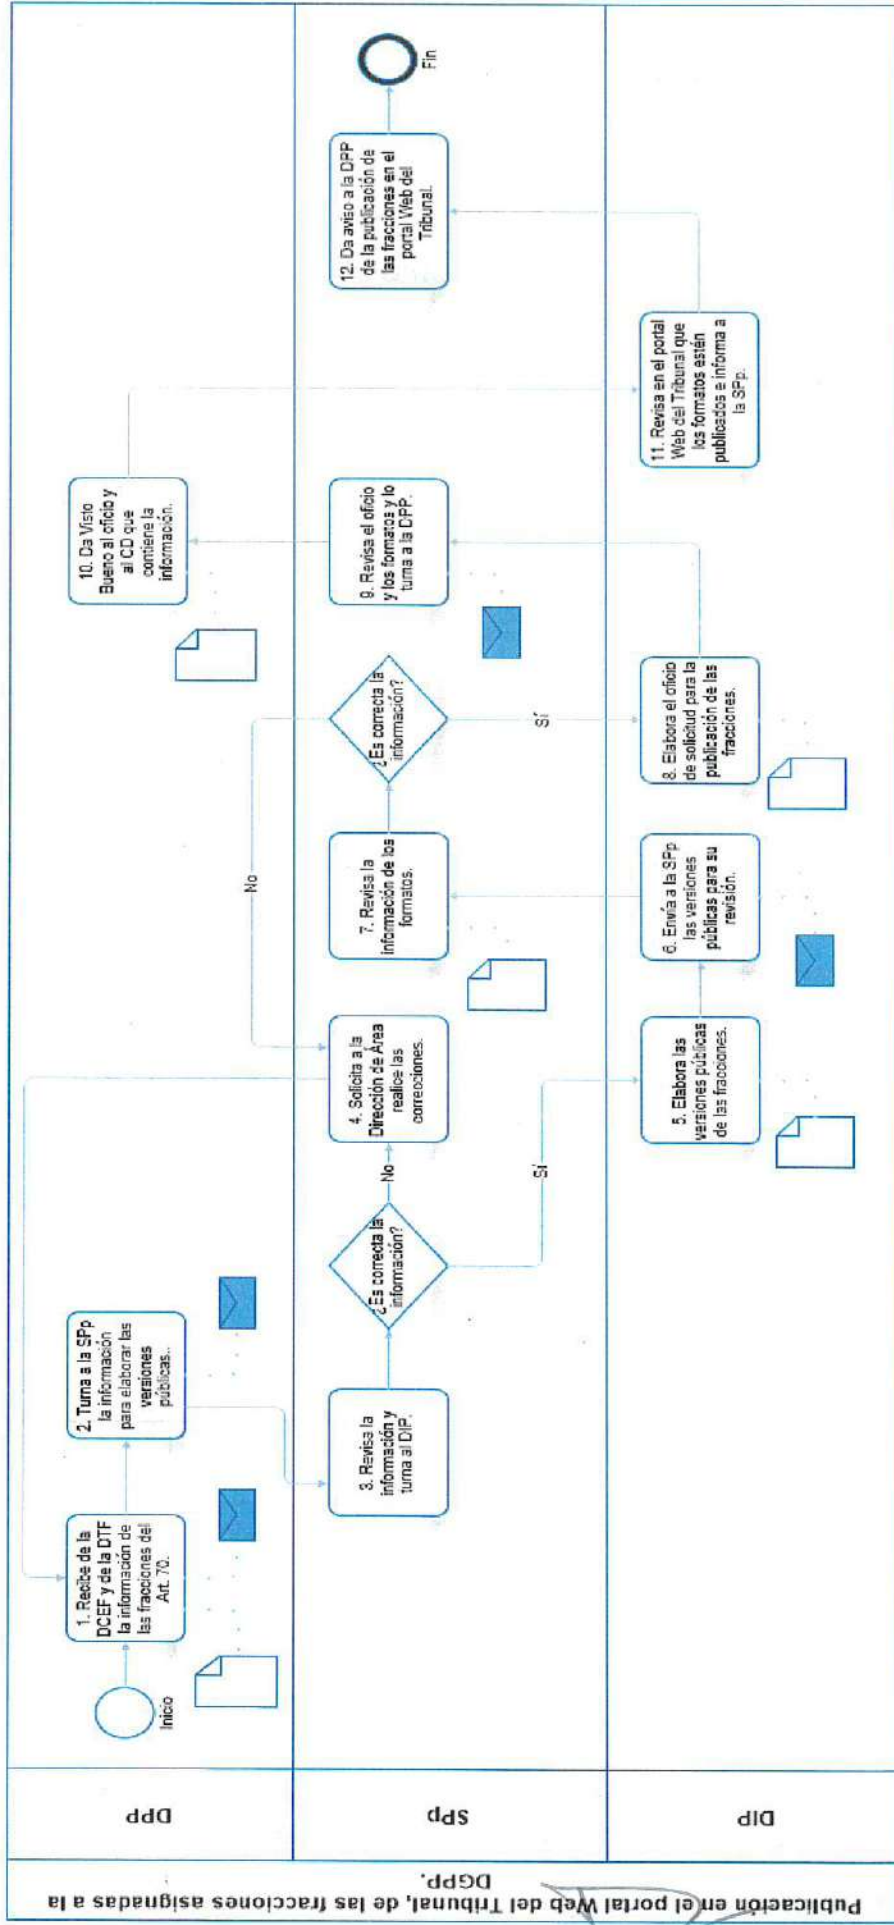 Publicación en el portal Web del Tribunal, de las fracciones asignadas a la
DGPP.
DPP
SPp
DIP
Inicio
1. Recibe de la
DCEF y de la DTF
la información de
las fracciones del
Art. 70.
2. Turna a la SPp
la información
para elaborar las
versiones
públicas..
3. Revisa la
información y
turna al DIP.
¿Es correcta la
información?
No
Sí
4. Solicita a la
Dirección de Área
realice las
correcciones.
5. Elabora las
versiones públicas
de las fracciones.
6. Envía a la SPp
las versiones
públicas para su
revisión.
7. Revisa la
información de los
formatos.
¿Es correcta la
información?
No
Sí
8. Elabora el oficio
de solicitud para la
publicación de las
fracciones.
9. Revisa el oficio
y los formatos y lo
turna a la DPP.
10. Da Visto
Bueno al oficio y
al CD que
contiene la
información.
11. Revisa en el portal
Web del Tribunal que
los formatos estén
publicados e informa a
la SPp.
12. Da aviso a la DPP
de la publicación de
las fracciones en el
portal Web del
Tribunal.
Fin